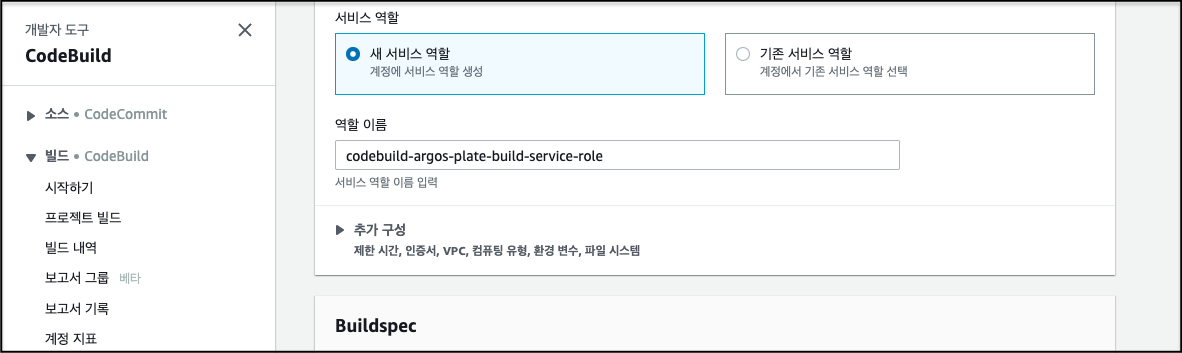 개발자 도구
CodeBuild
소스 • CodeCommit
빌드 • CodeBuild
시작하기
프로젝트 빌드
빌드 내역
보고서 그룹 베타
보고서 기록
계정 지표
서비스 역할
새 서비스 역할
계정에 서비스 역할 생성
기존 서비스 역할
계정에서 기존 서비스 역할 선택
역할 이름
codebuild-argos-plate-build-service-role
서비스 역할 이름 입력
추가 구성
제한 시간, 인증서, VPC, 컴퓨팅 유형, 환경 변수, 파일 시스템
Buildspec